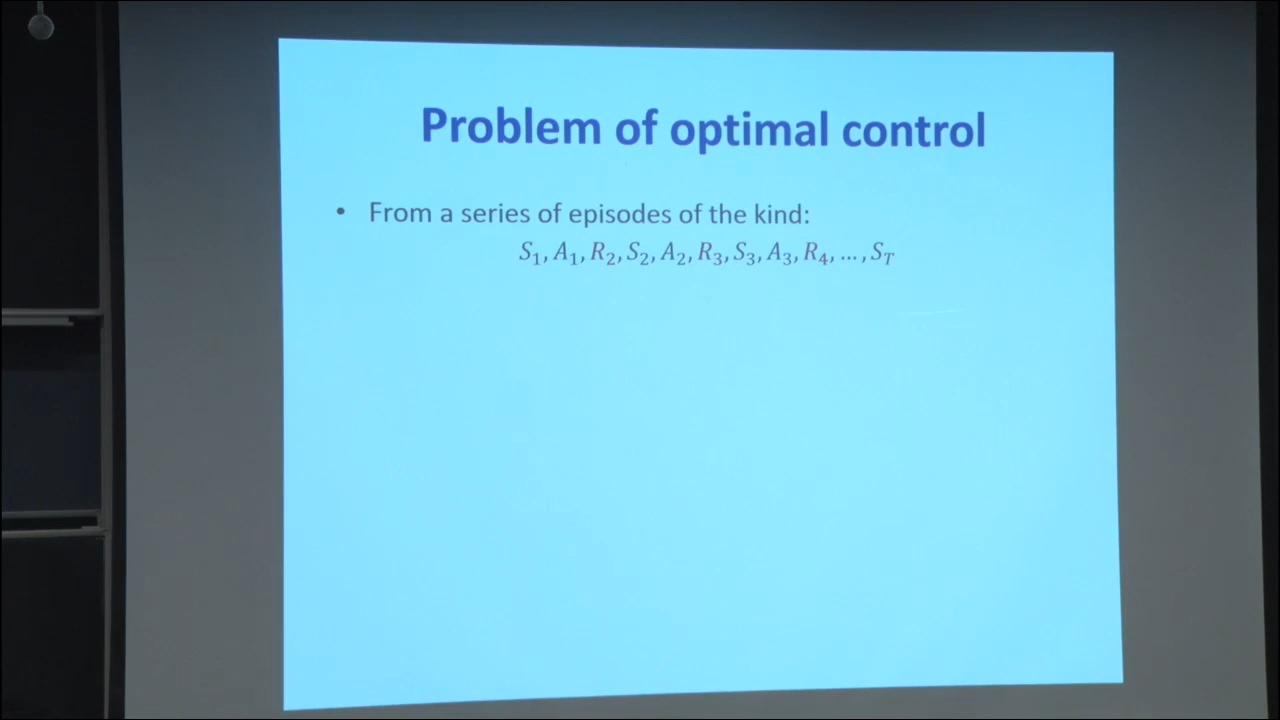 Problem of optimal control
• From a series of episodes of the kind:
S₁, A₁, R₂, S₂, A₂, R₃, S₃, A₃, R₄, … , S_T